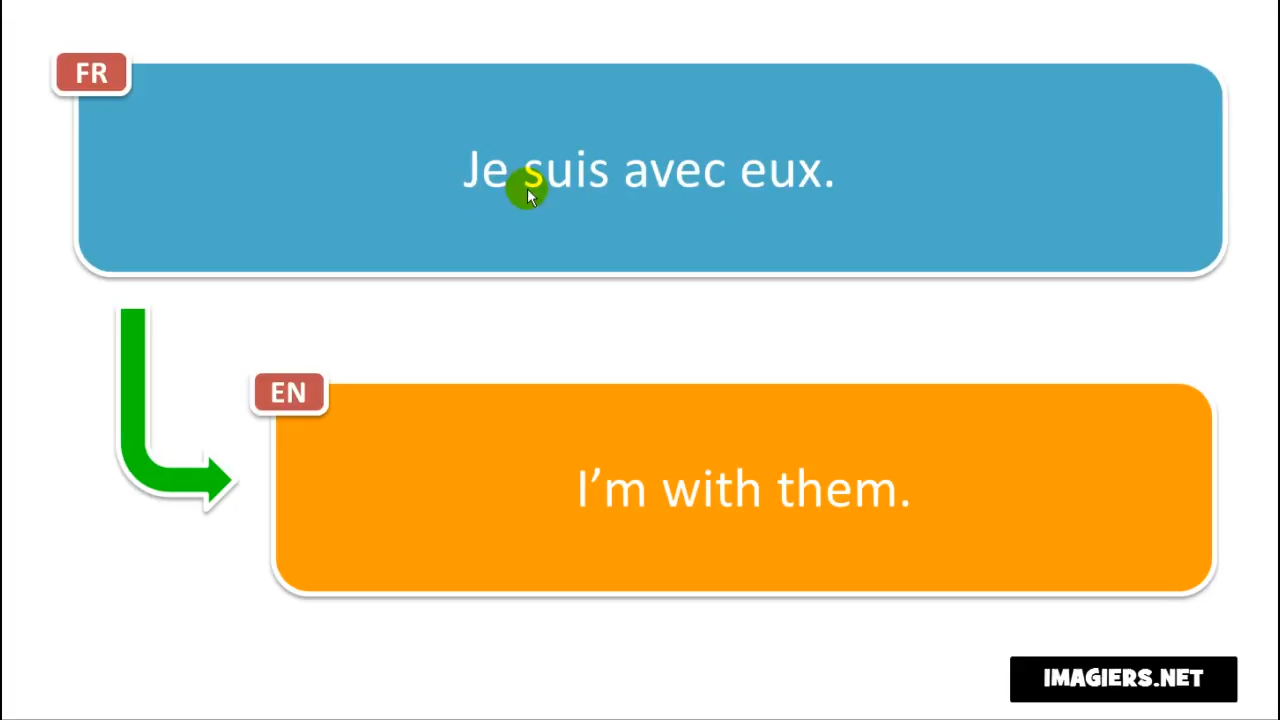 FR
Je suis avec eux.
EN
I’m with them.
IMAGIERS.NET